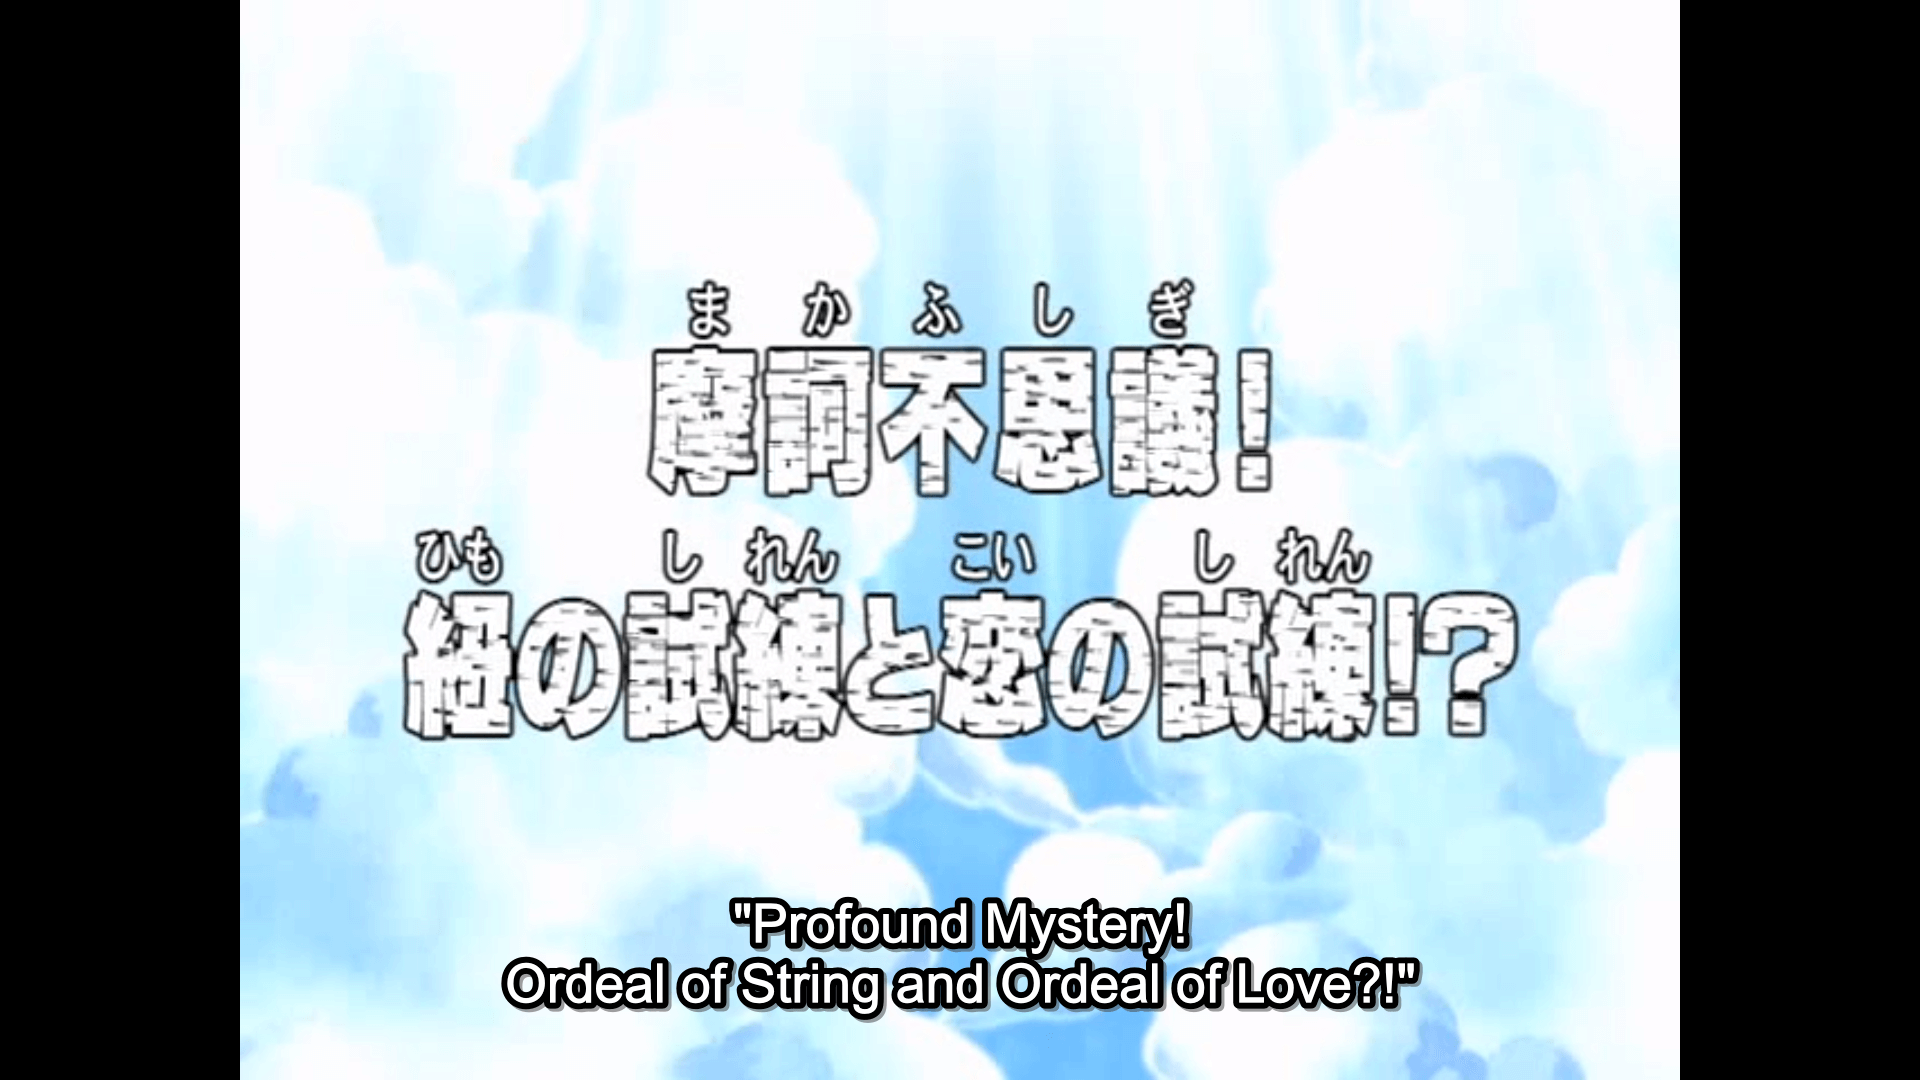 まかふしぎ
摩訶不思議!
ひも しれん こい しれん
紐の試練と恋の試練!?
"Profound Mystery!
Ordeal of String and Ordeal of Love?!"